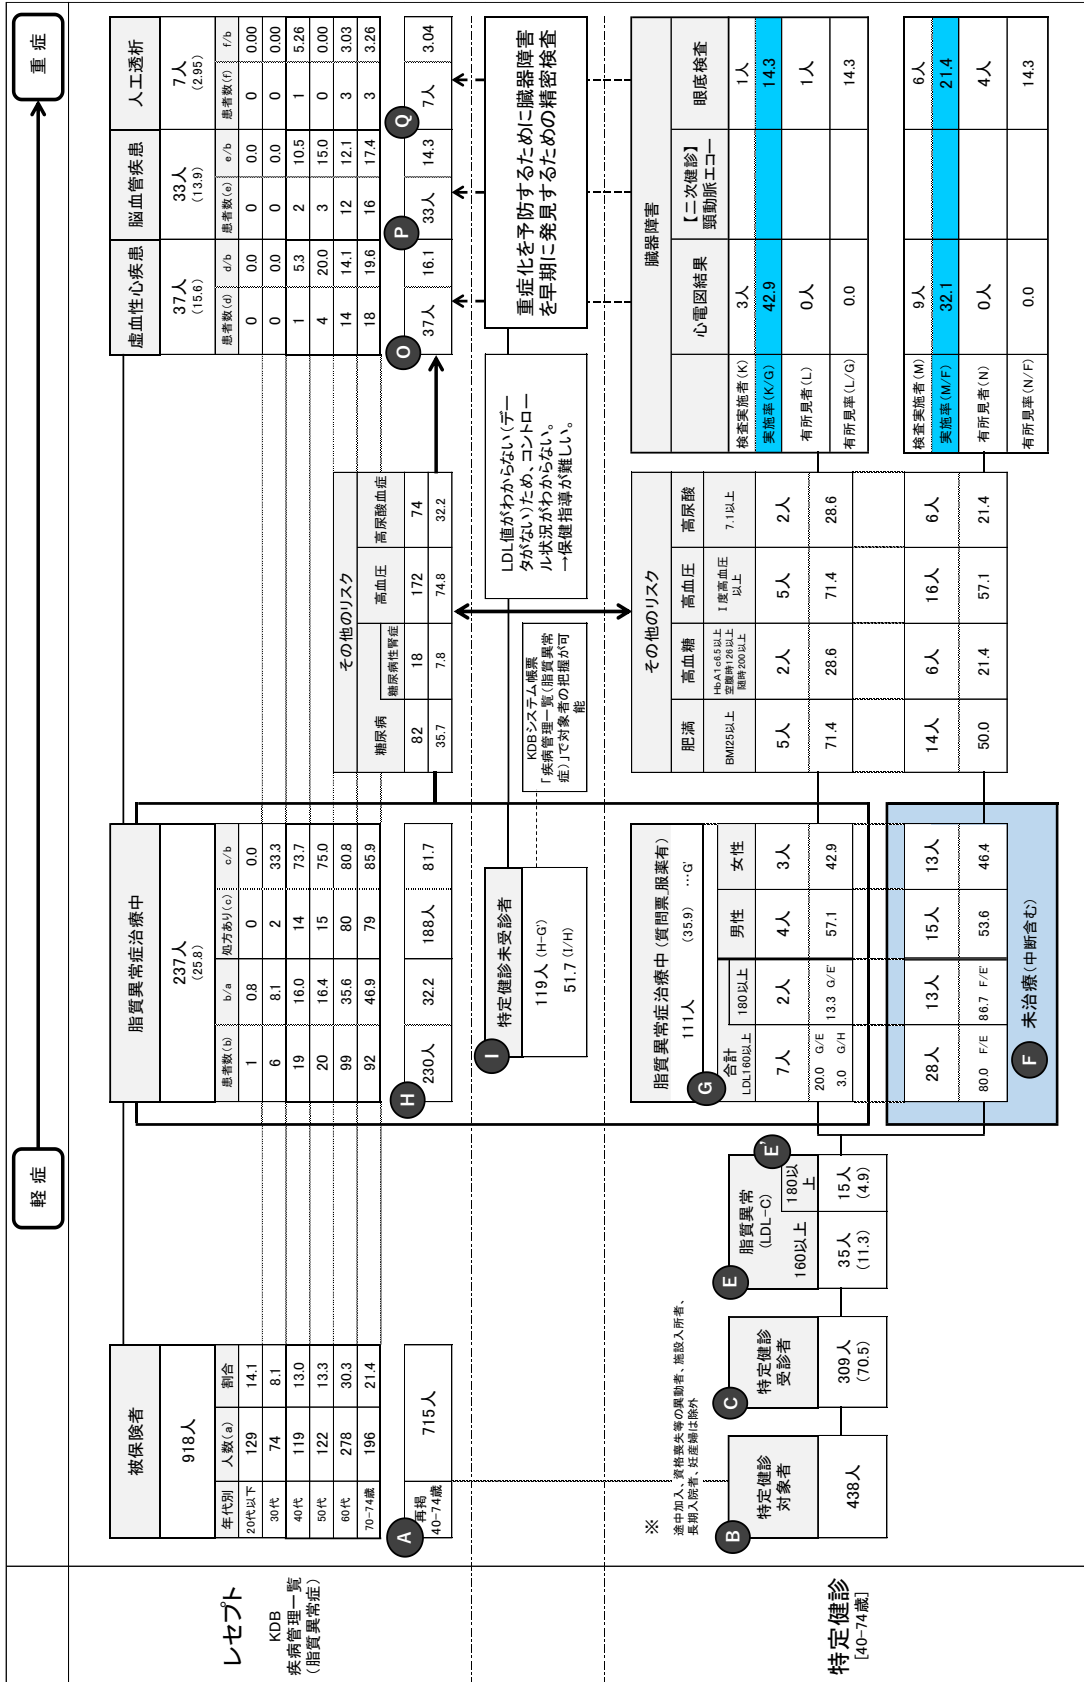 軽症
重症
レセプト
KDB
疾病管理一覧
(脂質異常症)
被保険者
918人
年代別 人数(a) 割合
20代以下 129 14.1
30代 74 8.1
40代 119 13.0
50代 122 13.3
60代 278 30.3
70-74歳 196 21.4
A
再掲
40-74歳
715人
脂質異常症治療中
237人
(25.8)
患者数(b) b/a 処方あり(c) c/b
1 0.8 0 0.0
6 8.1 2 33.3
19 16.0 14 73.7
20 16.4 15 75.0
99 35.6 80 80.8
92 46.9 79 85.9
H
230人 32.2 188人 81.7
その他のリスク
糖尿病 糖尿病性腎症 高血圧 高尿酸血症
82 18 172 74
35.7 7.8 74.8 32.2
虚血性心疾患 脳血管疾患 人工透析
37人 33人 7人
(15.6) (13.9) (2.95)
患者数(d) d/b 患者数(e) e/b 患者数(f) f/b
0 0.0 0 0.0 0 0.00
0 0.0 0 0.0 0 0.00
1 5.3 2 10.5 1 5.26
4 20.0 3 15.0 0 0.00
14 14.1 12 12.1 3 3.03
18 19.6 16 17.4 3 3.26
O P Q
37人 16.1 33人 14.3 7人 3.04
I
特定健診未受診者
119人 (H-G')
51.7 (I/H)
KDBシステム帳票
「疾病管理一覧(脂質異常
症)」で対象者の把握が可
能
LDL値がわからない(デー
タがない)ため、コントロー
ル状況がわからない。
→保健指導が難しい。
重症化を予防するために臓器障害
を早期に発見するための精密検査
特定健診
[40-74歳]
※
途中加入、資格喪失等の異動者、施設入所者、
長期入院者、妊産婦は除外
B
特定健診
対象者
438人
C
特定健診
受診者
309人
(70.5)
E
脂質異常
(LDL-C)
E'
160以上
180以
上
35人
(11.3)
15人
(4.9)
脂質異常症治療中(質問票_服薬有)
111人 (35.9) …G'
G
合計
LDL160以上
180以上 男性 女性
7人 2人 4人 3人
20.0 G/E 13.3 G/E' 57.1 42.9
3.0 G/H
28人 13人 15人 13人
80.0 F/E 86.7 F/E' 53.6 46.4
F
未治療(中断含む)
その他のリスク
肥満 高血糖 高血圧 高尿酸
BMI25以上
HbA1c6.5以上
空腹時126以上
随時200以上
Ⅰ度高血圧
以上
7.1以上
5人 2人 5人 2人
71.4 28.6 71.4 28.6
14人 6人 16人 6人
50.0 21.4 57.1 21.4
臓器障害
心電図結果
【二次健診】
頸動脈エコー
眼底検査
検査実施者(K) 3人 1人
実施率(K/G) 42.9 14.3
有所見者(L) 0人 1人
有所見率(L/G) 0.0 14.3
検査実施者(M) 9人 6人
実施率(M/F) 32.1 21.4
有所見者(N) 0人 4人
有所見率(N/F) 0.0 14.3